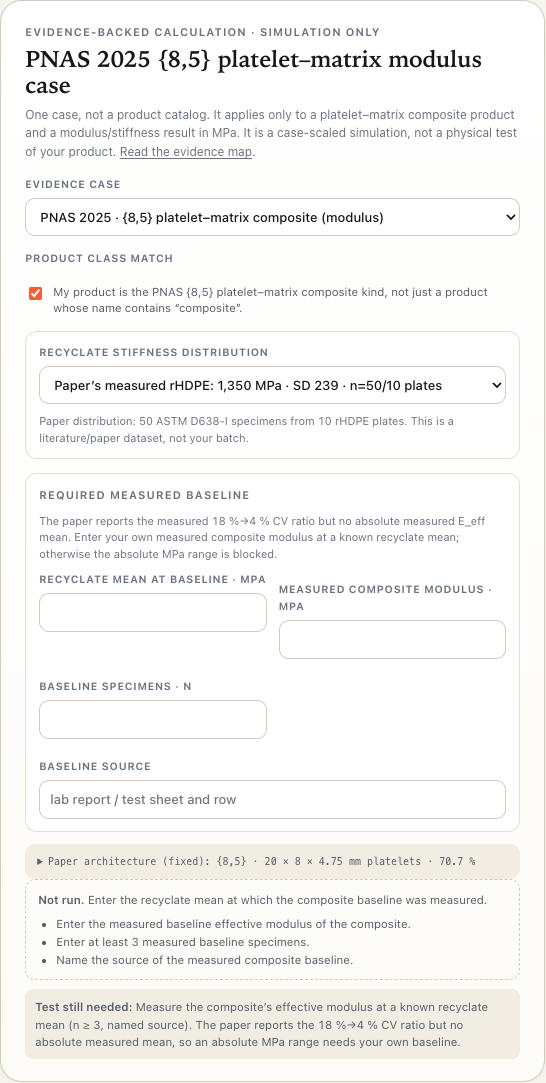 EVIDENCE-BACKED CALCULATION · SIMULATION ONLY
PNAS 2025 {8,5} platelet–matrix modulus
case
One case, not a product catalog. It applies only to a platelet–matrix composite product
and a modulus/stiffness result in MPa. It is a case-scaled simulation, not a physical test
of your product. Read the evidence map.
EVIDENCE CASE
PNAS 2025 · {8,5} platelet–matrix composite (modulus)
PRODUCT CLASS MATCH
My product is the PNAS {8,5} platelet–matrix composite kind, not just a product
whose name contains “composite”.
RECYCLATE STIFFNESS DISTRIBUTION
Paper’s measured rHDPE: 1,350 MPa · SD 239 · n=50/10 plates
Paper distribution: 50 ASTM D638-I specimens from 10 rHDPE plates. This is a
literature/paper dataset, not your batch.
REQUIRED MEASURED BASELINE
The paper reports the measured 18 %→4 % CV ratio but no absolute measured E_eff
mean. Enter your own measured composite modulus at a known recyclate mean;
otherwise the absolute MPa range is blocked.
RECYCLATE MEAN AT BASELINE · MPA
MEASURED COMPOSITE MODULUS ·
MPA
BASELINE SPECIMENS · N
BASELINE SOURCE
lab report / test sheet and row
▶ Paper architecture (fixed): {8,5} · 20 × 8 × 4.75 mm platelets · 70.7 %
Not run. Enter the recyclate mean at which the composite baseline was measured.
• Enter the measured baseline effective modulus of the composite.
• Enter at least 3 measured baseline specimens.
• Name the source of the measured composite baseline.
Test still needed: Measure the composite’s effective modulus at a known recyclate
mean (n ≥ 3, named source). The paper reports the 18 %→4 % CV ratio but no
absolute measured mean, so an absolute MPa range needs your own baseline.